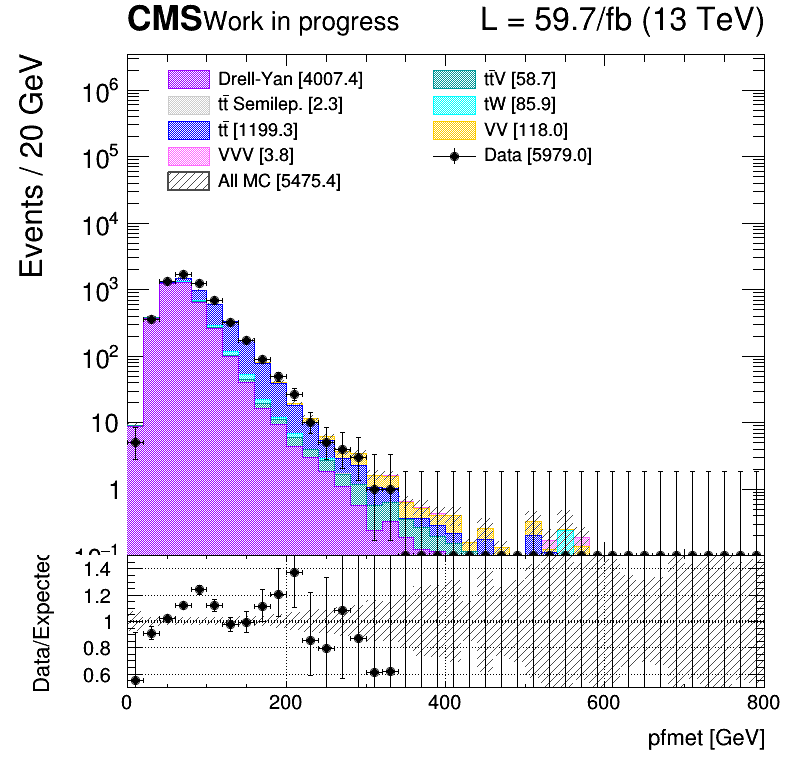 CMS Work in progress L = 59.7/fb (13 TeV)
Events / 20 GeV
Drell-Yan [4007.4]
tt̄ Semilep. [2.3]
tt̄ [1199.3]
VVV [3.8]
All MC [5475.4]
tt̄V [58.7]
tW [85.9]
VV [118.0]
Data [5979.0]
10⁶
10⁵
10⁴
10³
10²
10
1
10⁻¹
Data/Expected
1.4
1.2
1
0.8
0.6
0 200 400 600 800
pfmet [GeV]